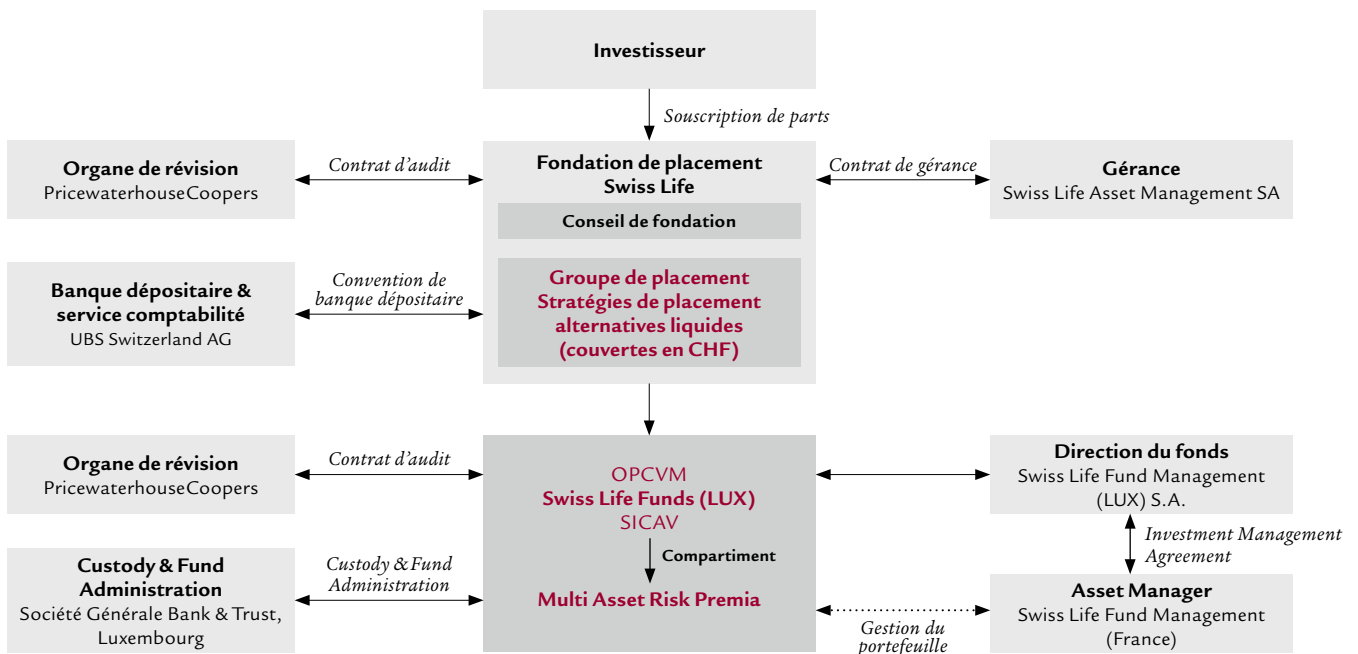 Investisseur
Souscription de parts
Organe de révision
PricewaterhouseCoopers
Contrat d'audit
Fondation de placement
Swiss Life
Conseil de fondation
Contrat de gérance
Gérance
Swiss Life Asset Management SA
Banque dépositaire &
service comptabilité
UBS Switzerland AG
Convention de
banque dépositaire
Groupe de placement
Stratégies de placement
alternatives liquides
(couvertes en CHF)
Organe de révision
PricewaterhouseCoopers
Contrat d'audit
OPCVM
Swiss Life Funds (LUX)
SICAV
Compartiment
Multi Asset Risk Premia
Direction du fonds
Swiss Life Fund Management
(LUX) S.A.
Investment Management
Agreement
Custody & Fund
Administration
Société Générale Bank & Trust,
Luxembourg
Custody & Fund
Administration
Gestion du
portefeuille
Asset Manager
Swiss Life Fund Management
(France)